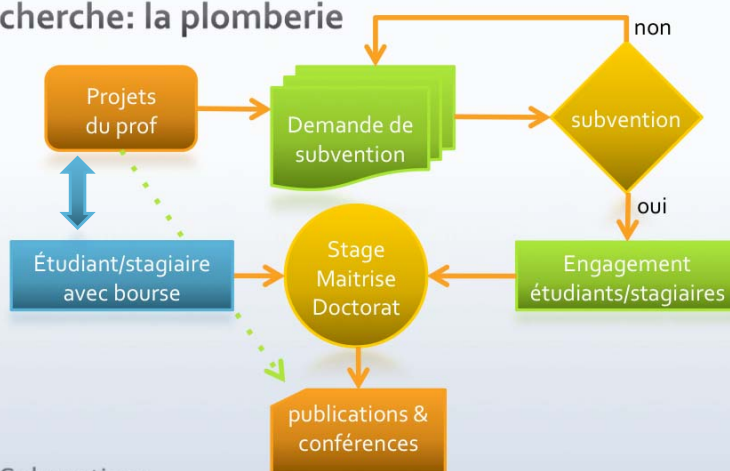 cherche: la plomberie
non
Projets
du prof
Demande de
subvention
subvention
oui
Étudiant/stagiaire
avec bourse
Stage
Maitrise
Doctorat
Engagement
étudiants/stagiaires
publications &
conférences